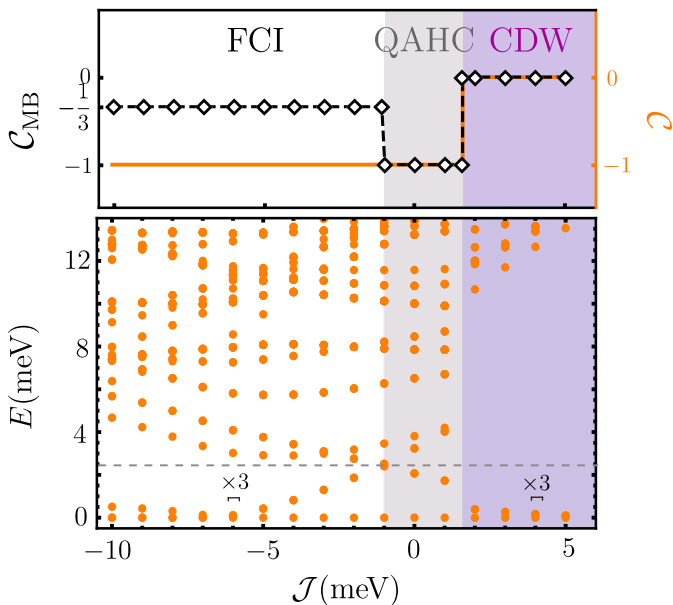 FCI QAHC CDW
0 0
-1/3
-1 -1
𝒞_MB
𝒞
12
8
4
0
E(meV)
×3 ×3
-10 -5 0 5
𝒥(meV)